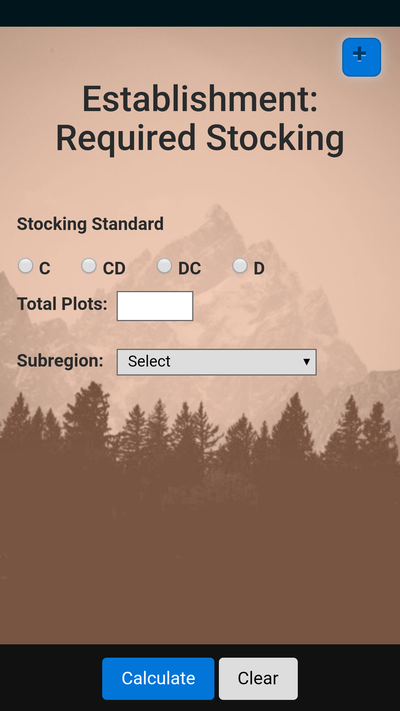 +
Establishment:
Required Stocking
Stocking Standard
C CD DC D
Total Plots:
Subregion: Select
Calculate Clear